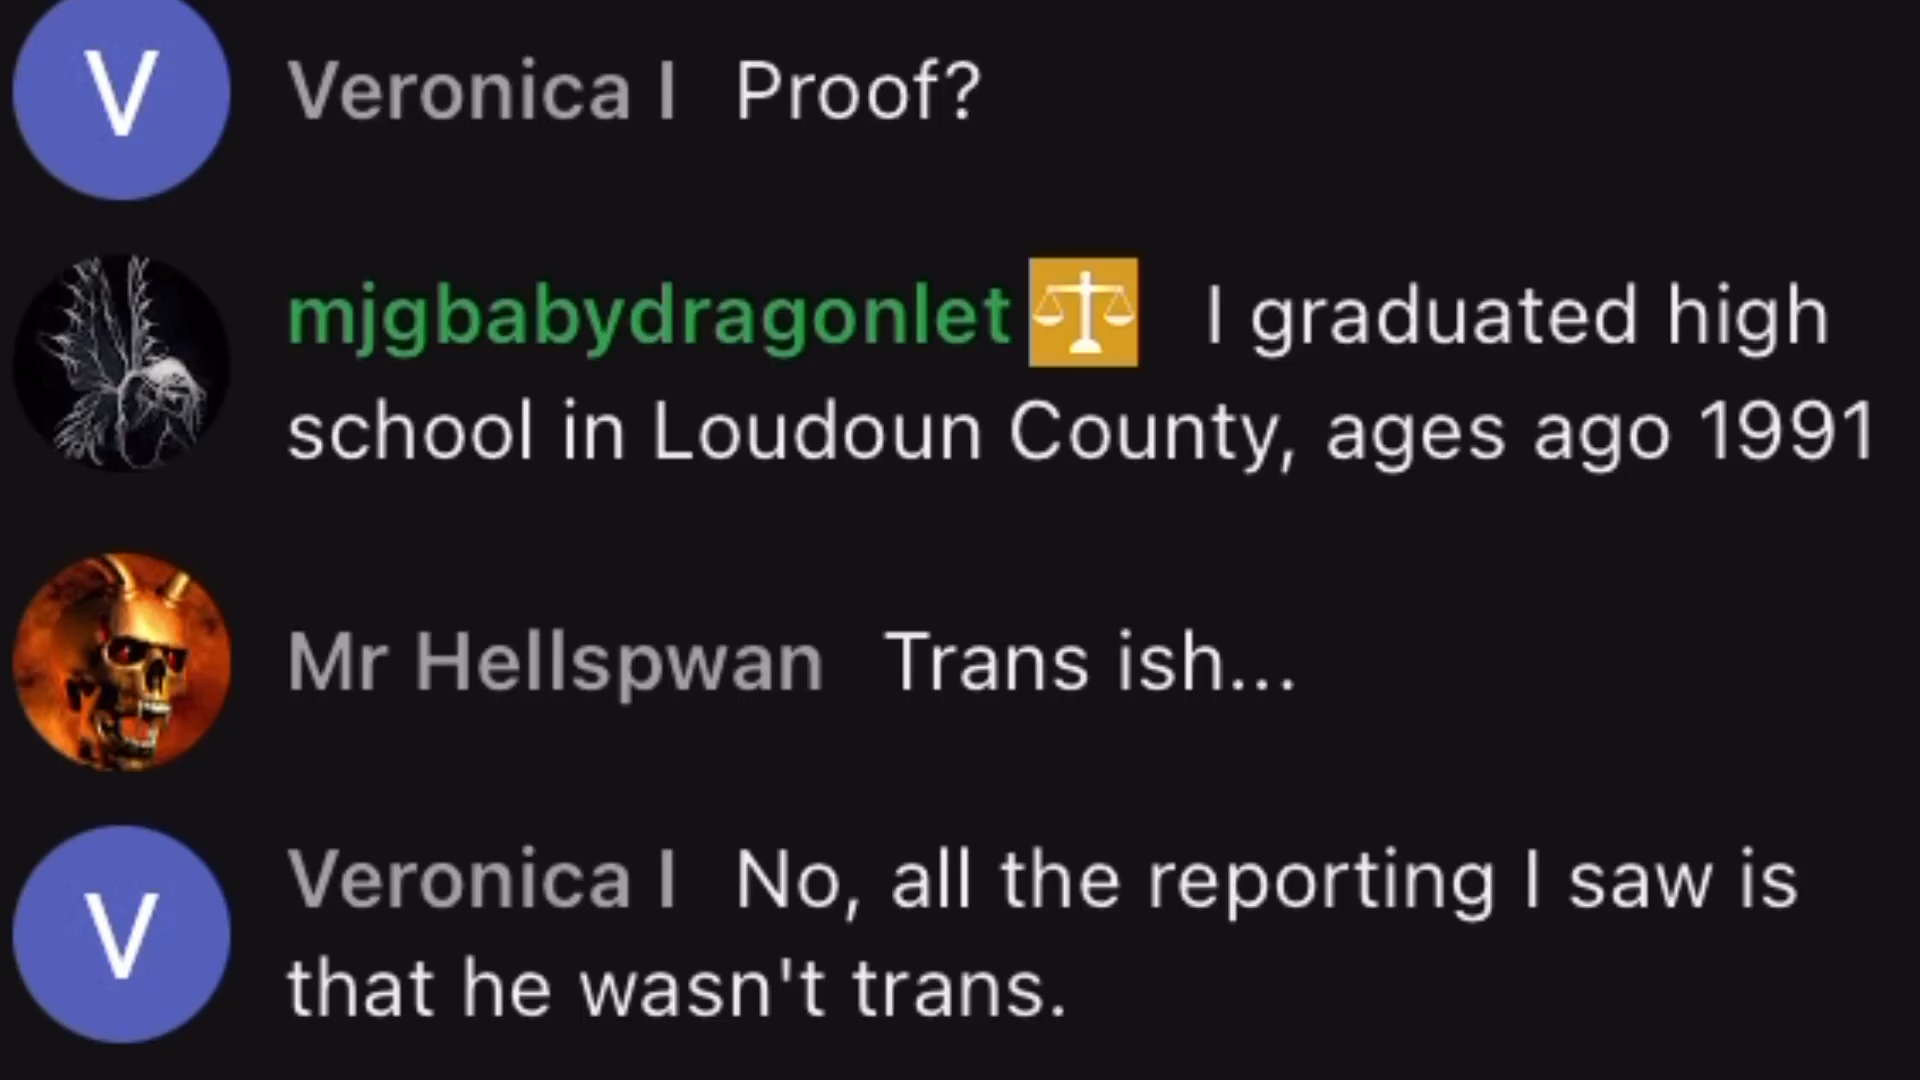 V Veronica I Proof?
mjgbabydragonlet I graduated high
school in Loudoun County, ages ago 1991
Mr Hellspwan Trans ish...
V Veronica I No, all the reporting I saw is
that he wasn't trans.